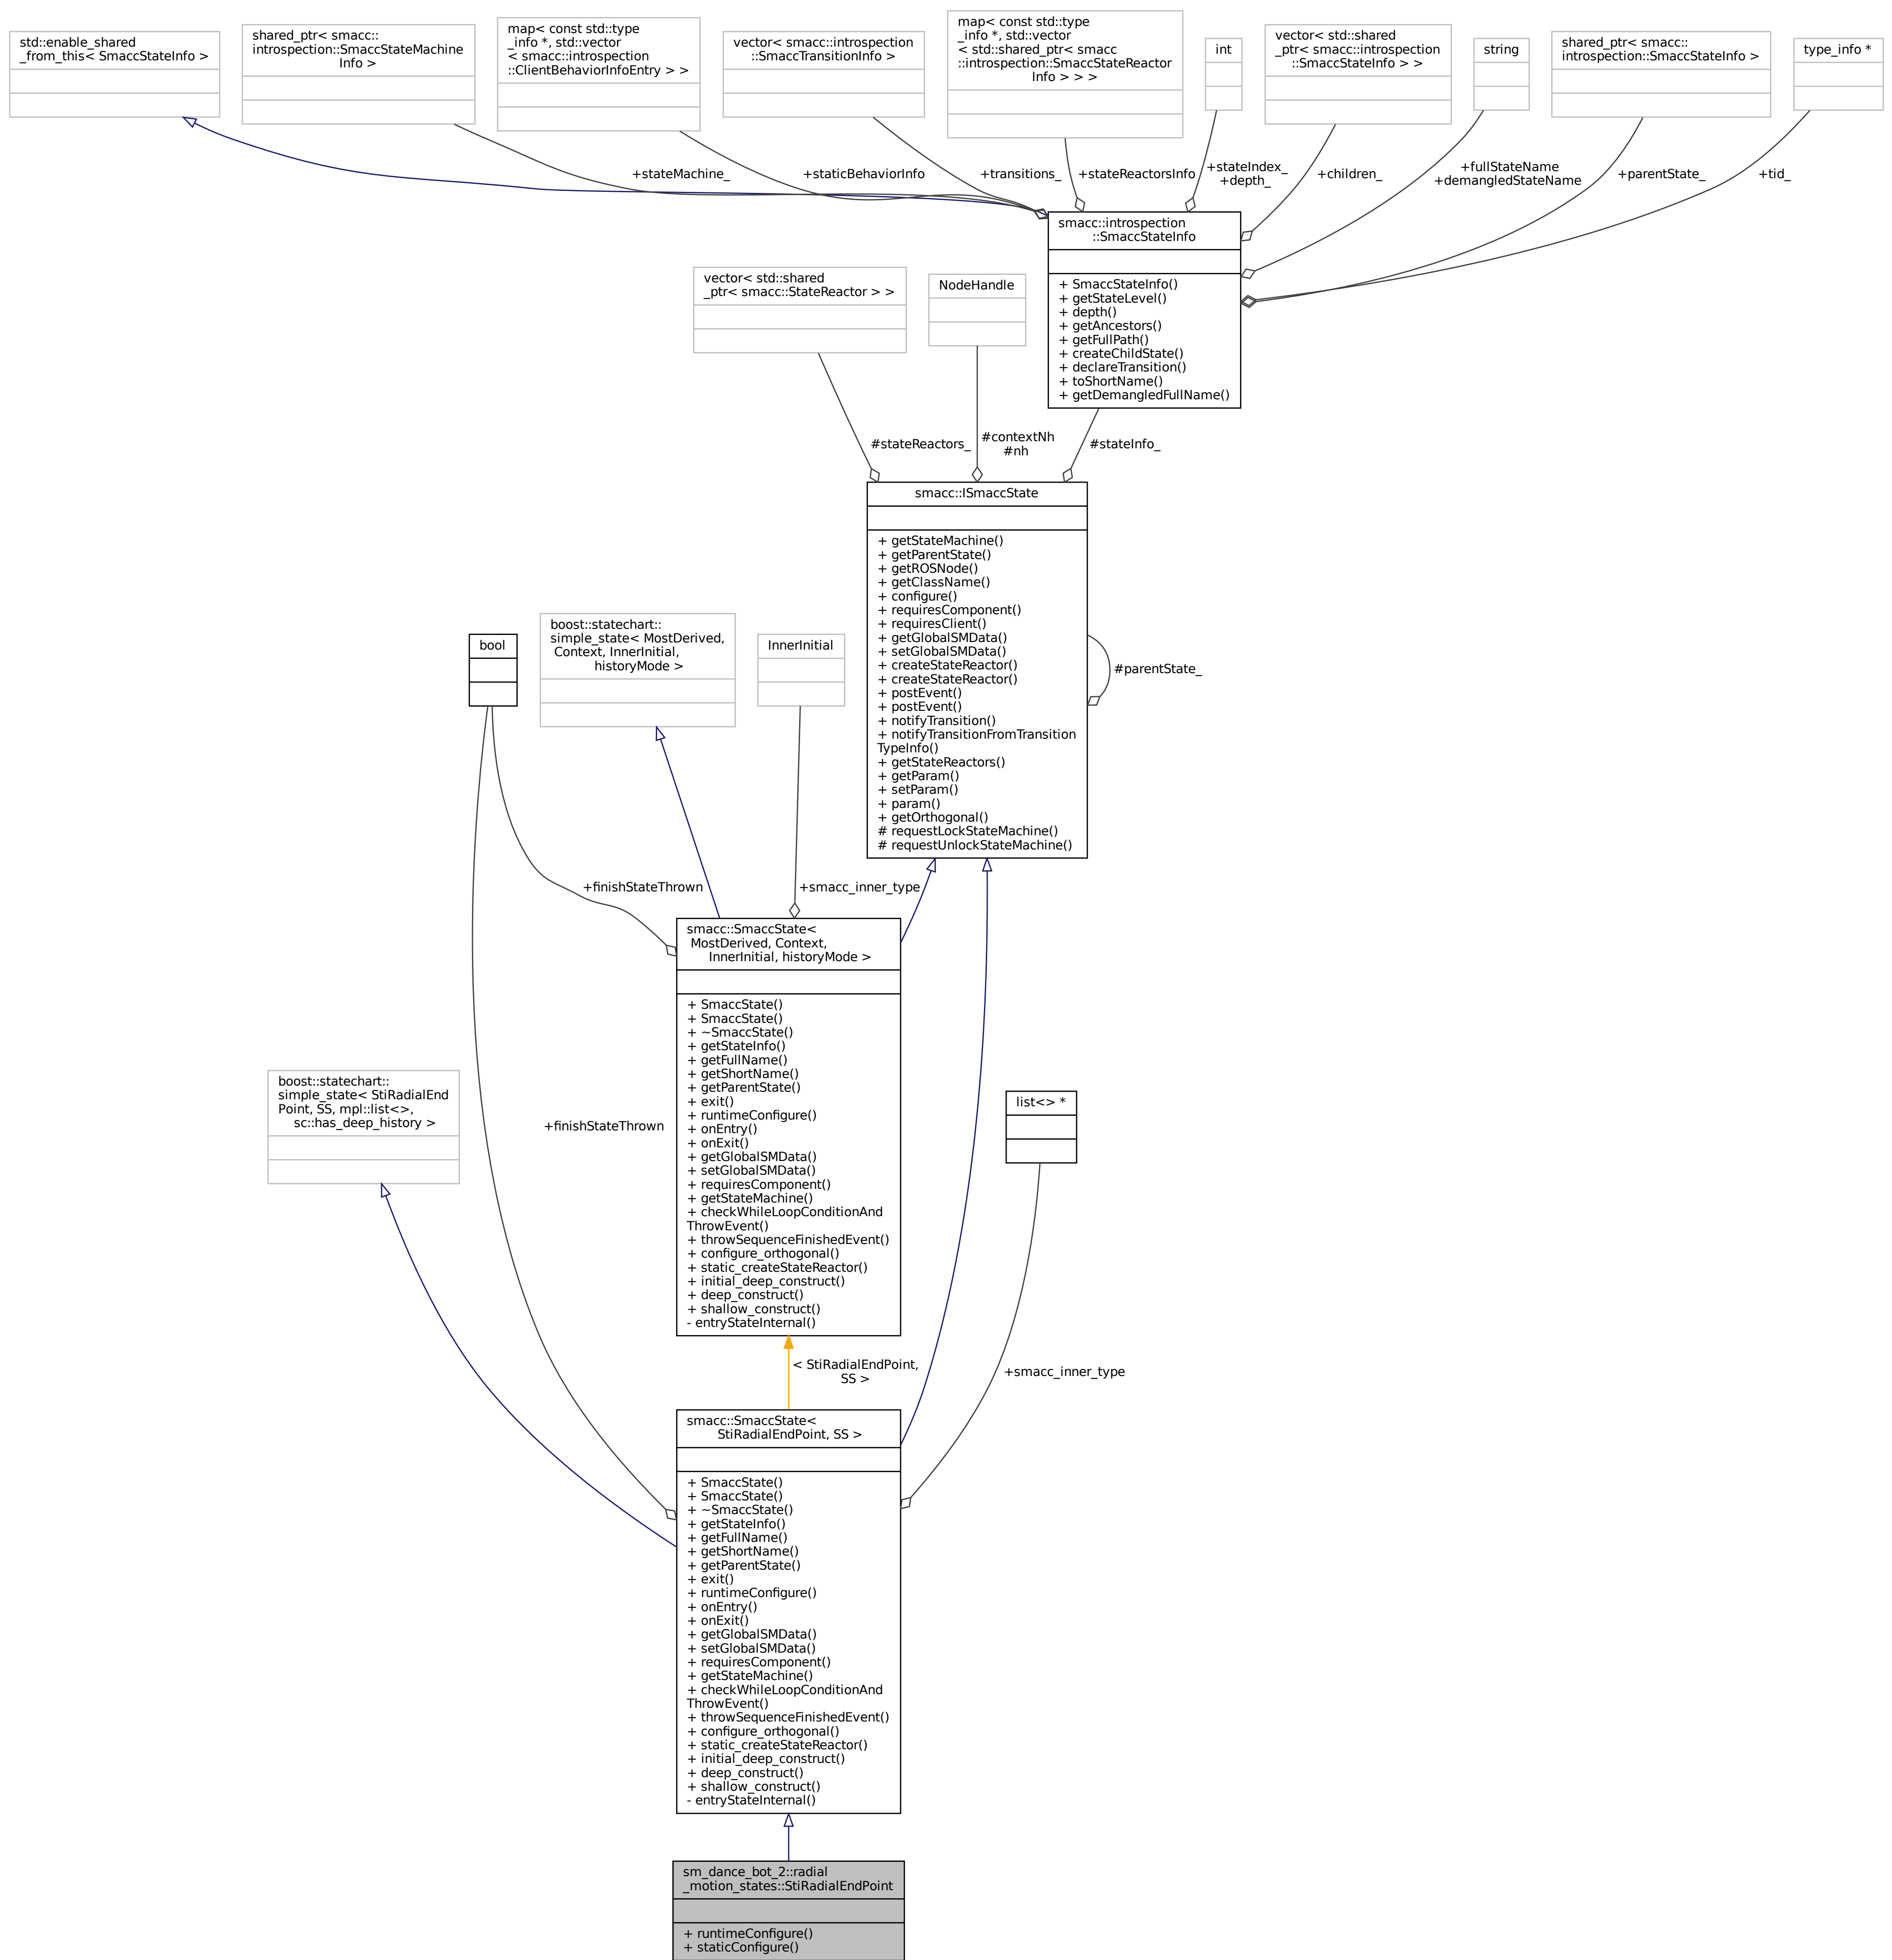 std::enable_shared
_from_this< SmaccStateInfo >
shared_ptr< smacc::
introspection::SmaccStateMachine
Info >
map< const std::type
_info *, std::vector
< smacc::introspection
::ClientBehaviorInfoEntry > >
vector< smacc::introspection
::SmaccTransitionInfo >
map< const std::type
_info *, std::vector
< std::shared_ptr< smacc
::introspection::SmaccStateReactor
Info > > >
int
vector< std::shared
_ptr< smacc::introspection
::SmaccStateInfo > >
string
shared_ptr< smacc::
introspection::SmaccStateInfo >
type_info *
+stateMachine_
+staticBehaviorInfo
+transitions_
+stateReactorsInfo
+stateIndex_
+depth_
+children_
+fullStateName
+demangledStateName
+parentState_
+tid_
smacc::introspection
::SmaccStateInfo
+ SmaccStateInfo()
+ getStateLevel()
+ depth()
+ getAncestors()
+ getFullPath()
+ createChildState()
+ declareTransition()
+ toShortName()
+ getDemangledFullName()
vector< std::shared
_ptr< smacc::StateReactor > >
NodeHandle
#stateReactors_
#contextNh
#nh
#stateInfo_
smacc::ISmaccState
+ getStateMachine()
+ getParentState()
+ getROSNode()
+ getClassName()
+ configure()
+ requiresComponent()
+ requiresClient()
+ getGlobalSMData()
+ setGlobalSMData()
+ createStateReactor()
+ createStateReactor()
+ postEvent()
+ postEvent()
+ notifyTransition()
+ notifyTransitionFromTransition
TypeInfo()
+ getStateReactors()
+ getParam()
+ setParam()
+ param()
+ getOrthogonal()
# requestLockStateMachine()
# requestUnlockStateMachine()
#parentState_
bool
boost::statechart::
simple_state< MostDerived,
Context, InnerInitial,
historyMode >
InnerInitial
+finishStateThrown
+smacc_inner_type
smacc::SmaccState<
MostDerived, Context,
InnerInitial, historyMode >
+ SmaccState()
+ SmaccState()
+ ~SmaccState()
+ getStateInfo()
+ getFullName()
+ getShortName()
+ getParentState()
+ exit()
+ runtimeConfigure()
+ onEntry()
+ onExit()
+ getGlobalSMData()
+ setGlobalSMData()
+ requiresComponent()
+ getStateMachine()
+ checkWhileLoopConditionAnd
ThrowEvent()
+ throwSequenceFinishedEvent()
+ configure_orthogonal()
+ static_createStateReactor()
+ initial_deep_construct()
+ deep_construct()
+ shallow_construct()
- entryStateInternal()
boost::statechart::
simple_state< StiRadialEnd
Point, SS, mpl::list<>,
sc::has_deep_history >
+finishStateThrown
list<> *
< StiRadialEndPoint,
SS >
+smacc_inner_type
smacc::SmaccState<
StiRadialEndPoint, SS >
+ SmaccState()
+ SmaccState()
+ ~SmaccState()
+ getStateInfo()
+ getFullName()
+ getShortName()
+ getParentState()
+ exit()
+ runtimeConfigure()
+ onEntry()
+ onExit()
+ getGlobalSMData()
+ setGlobalSMData()
+ requiresComponent()
+ getStateMachine()
+ checkWhileLoopConditionAnd
ThrowEvent()
+ throwSequenceFinishedEvent()
+ configure_orthogonal()
+ static_createStateReactor()
+ initial_deep_construct()
+ deep_construct()
+ shallow_construct()
- entryStateInternal()
sm_dance_bot_2::radial
_motion_states::StiRadialEndPoint
+ runtimeConfigure()
+ staticConfigure()